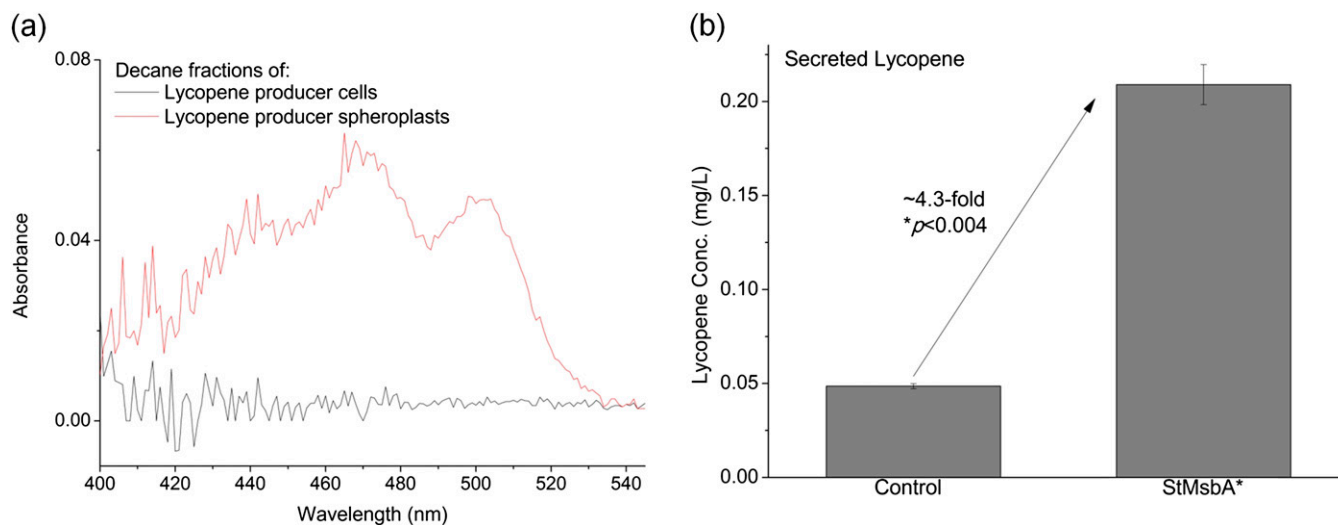 (a)
0.08
0.04
0.00
Absorbance
Decane fractions of:
Lycopene producer cells
Lycopene producer spheroplasts
400 420 440 460 480 500 520 540
Wavelength (nm)
(b)
Secreted Lycopene
0.20
0.15
0.10
0.05
0.00
Lycopene Conc. (mg/L)
~4.3-fold
*p<0.004
Control StMsbA*